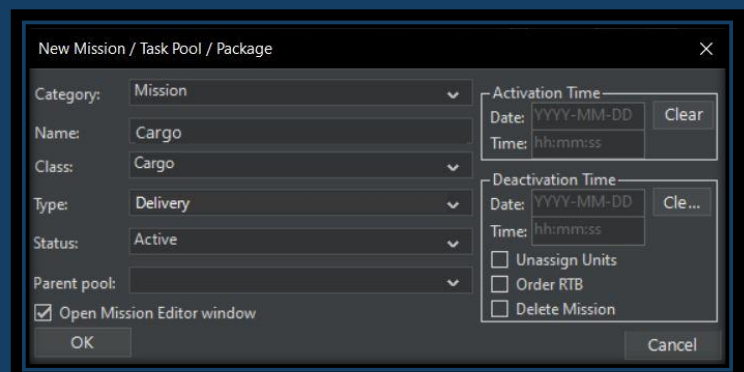 New Mission / Task Pool / Package
Category: Mission
Name: Cargo
Class: Cargo
Type: Delivery
Status: Active
Parent pool:
Open Mission Editor window
OK
Activation Time
Date: YYYY-MM-DD Clear
Time: hh:mm:ss
Deactivation Time
Date: YYYY-MM-DD Cle...
Time: hh:mm:ss
Unassign Units
Order RTB
Delete Mission
Cancel